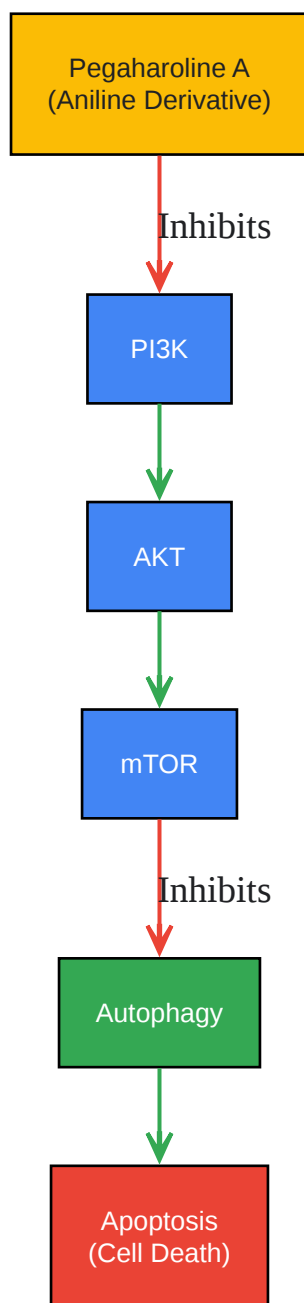 Pegaharoline A
(Aniline Derivative)
Inhibits
PI3K
AKT
mTOR
Inhibits
Autophagy
Apoptosis
(Cell Death)